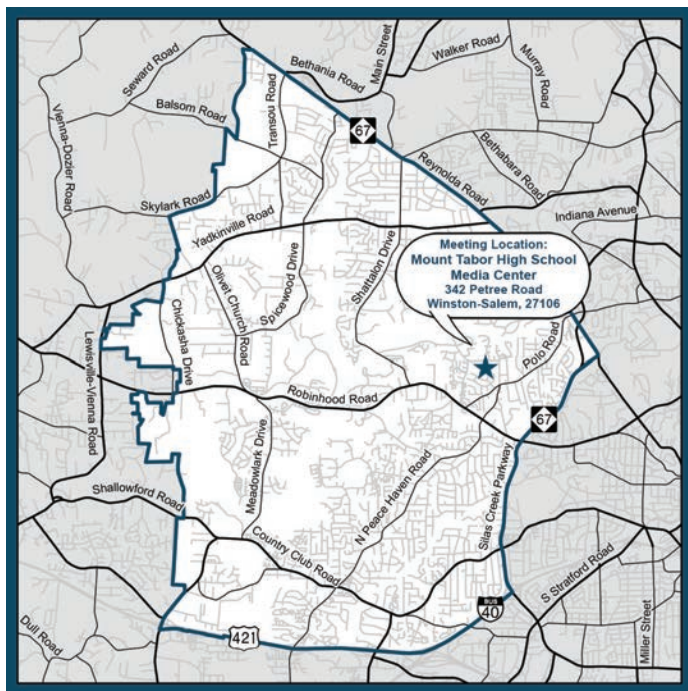 Seward Road
Bethania Road
Main Street
Walker Road
Murray Road
Vienna-Dozier Road
Balsom Road
Transou Road
67
Bethabara Road
Reynolda Road
Skylark Road
Indiana Avenue
Yadkinville Road
Meeting Location:
Mount Tabor High School
Media Center
342 Petree Road
Winston-Salem, 27106
Olivet Church Road
Spicewood Drive
Shattalon Drive
Chickasha Drive
Lewisville-Vienna Road
Polo Road
Robinhood Road
67
Meadowlark Drive
N Peace Haven Road
Silas Creek Parkway
Shallowford Road
Country Club Road
S Stratford Road
BUS
40
421
Dull Road
Miller Street